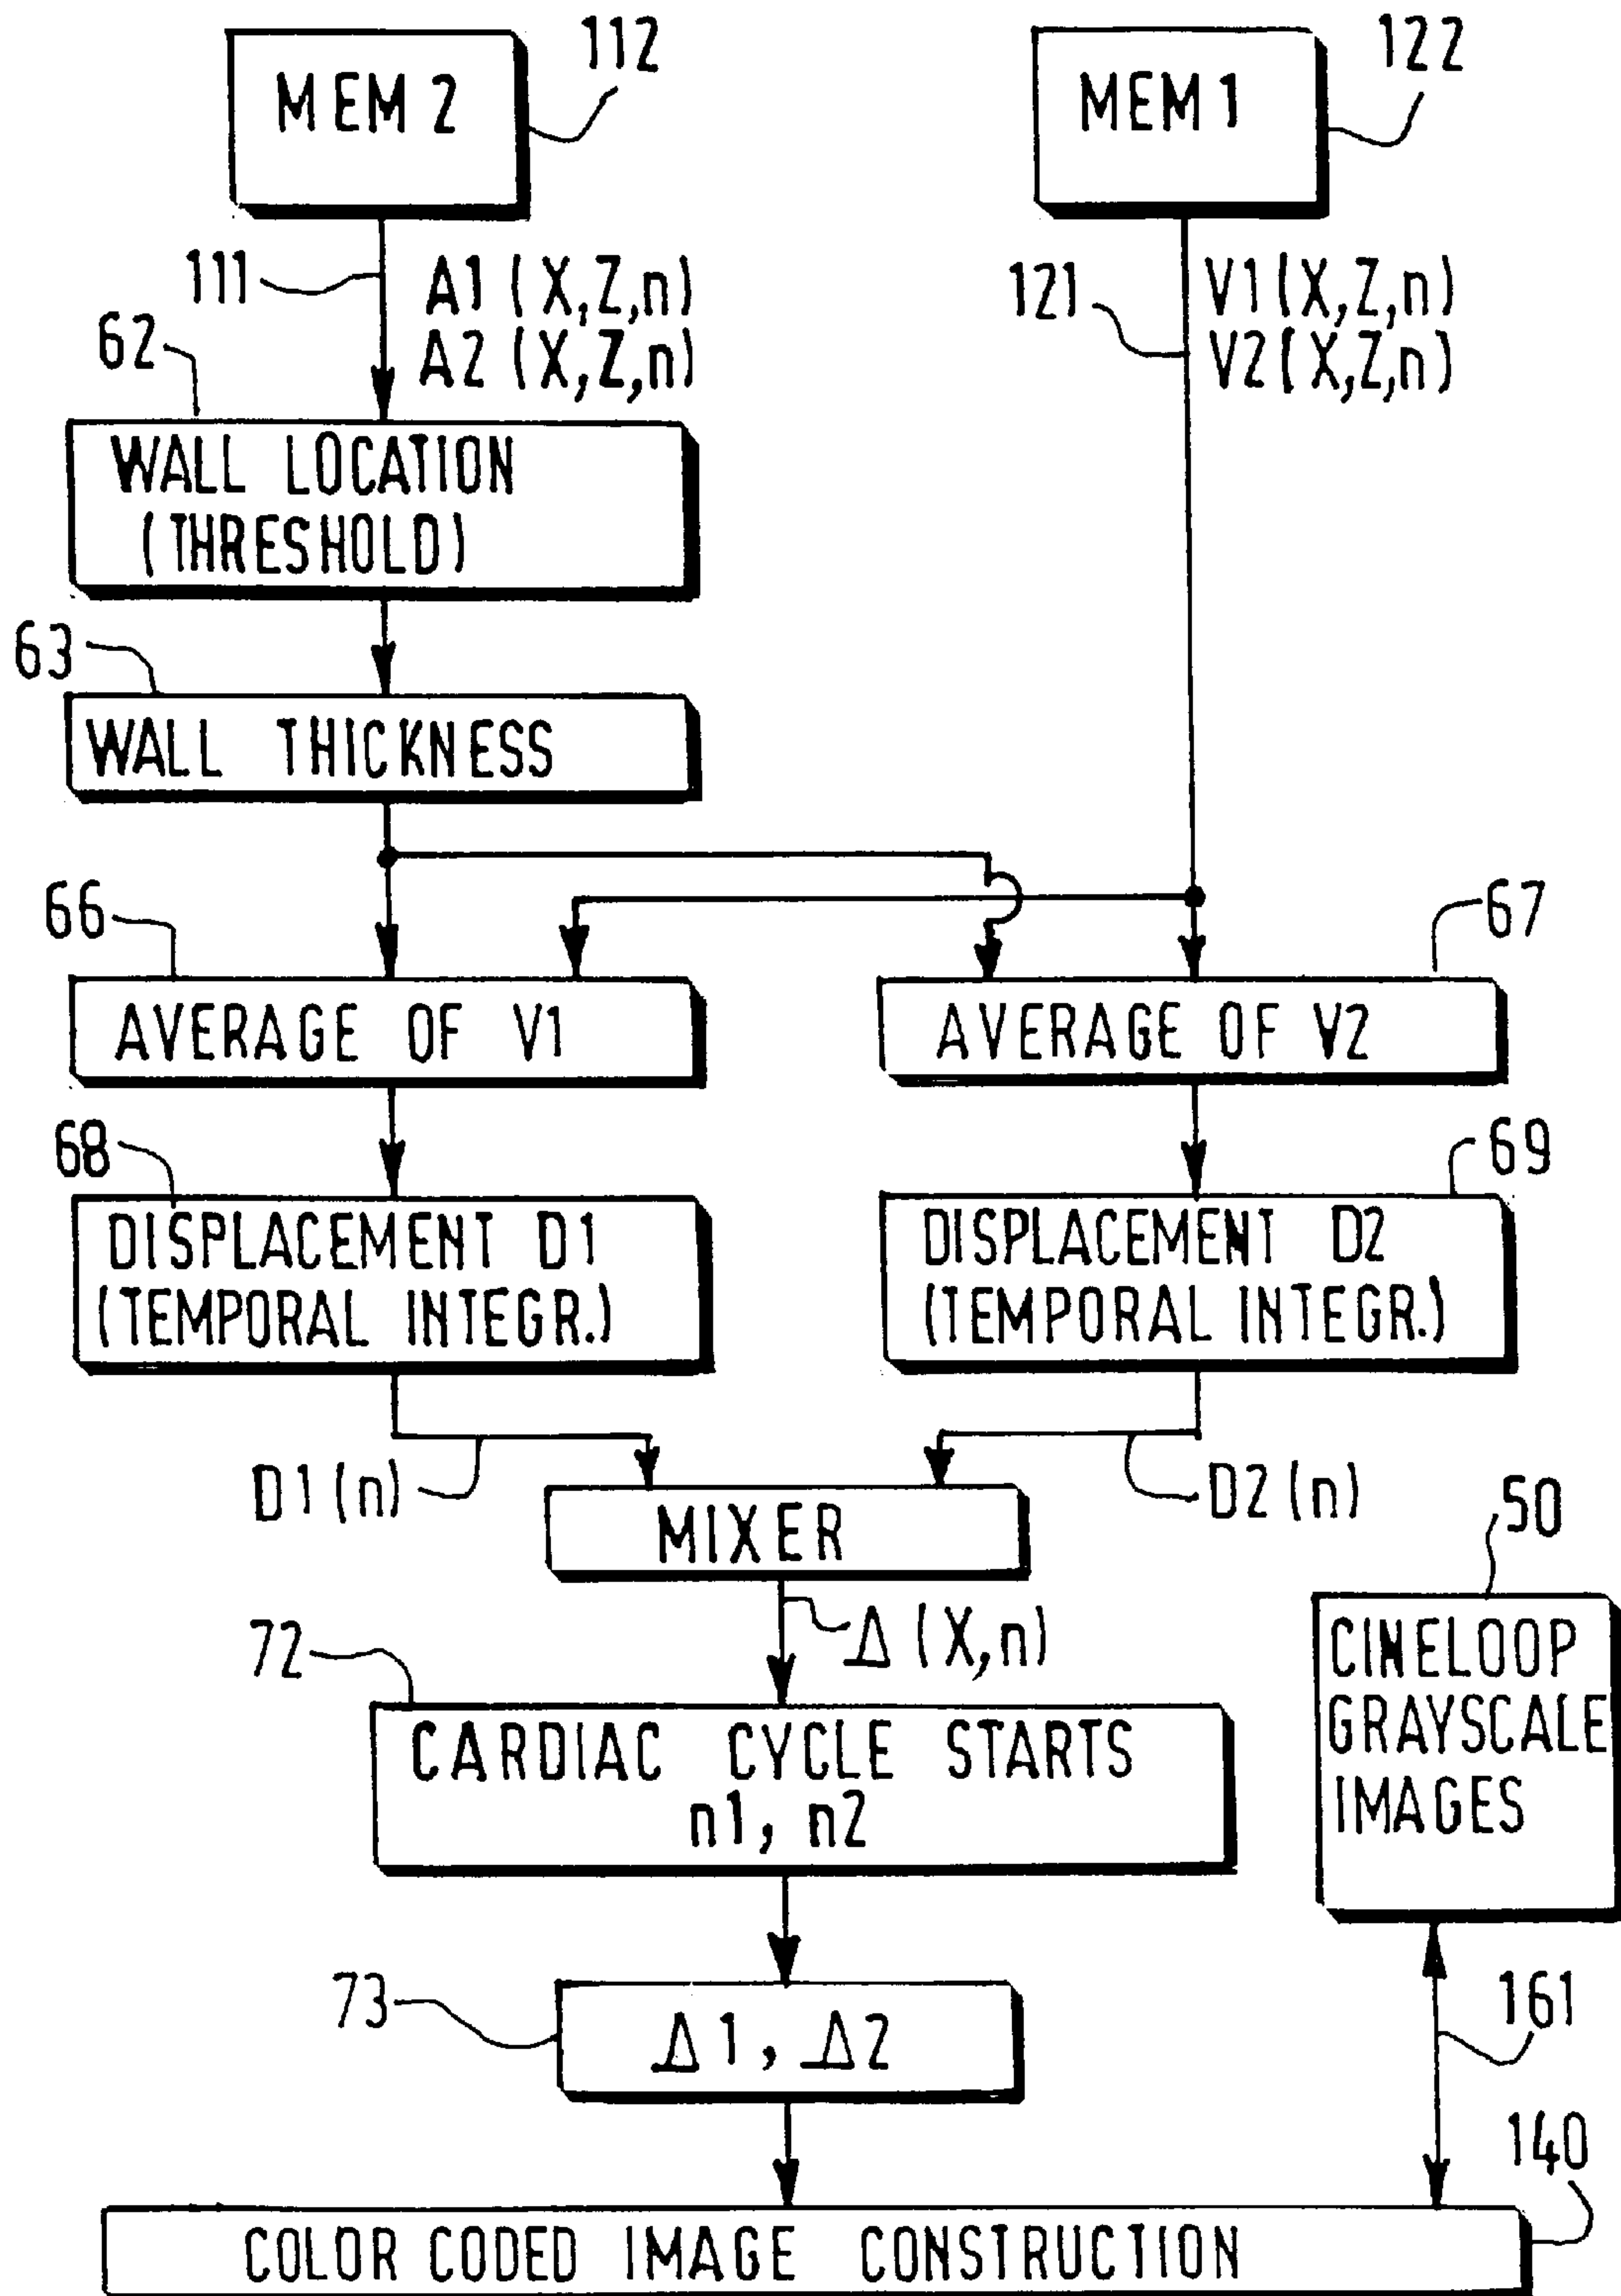 112
122
MEM 2
MEM 1
111
A1 (X,Z,n)
A2 (X,Z,n)
121
V1(X,Z,n)
V2(X,Z,n)
62
WALL LOCATION
(THRESHOLD)
63
WALL THICKNESS
66
67
AVERAGE OF V1
AVERAGE OF V2
68
69
DISPLACEMENT D1
(TEMPORAL INTEGR.)
DISPLACEMENT D2
(TEMPORAL INTEGR.)
D1(n)
D2(n)
MIXER
50
Δ (X,n)
72
CARDIAC CYCLE STARTS
n1, n2
CINELOOP
GRAYSCALE
IMAGES
73
Δ1, Δ2
161
140
COLOR CODED IMAGE CONSTRUCTION